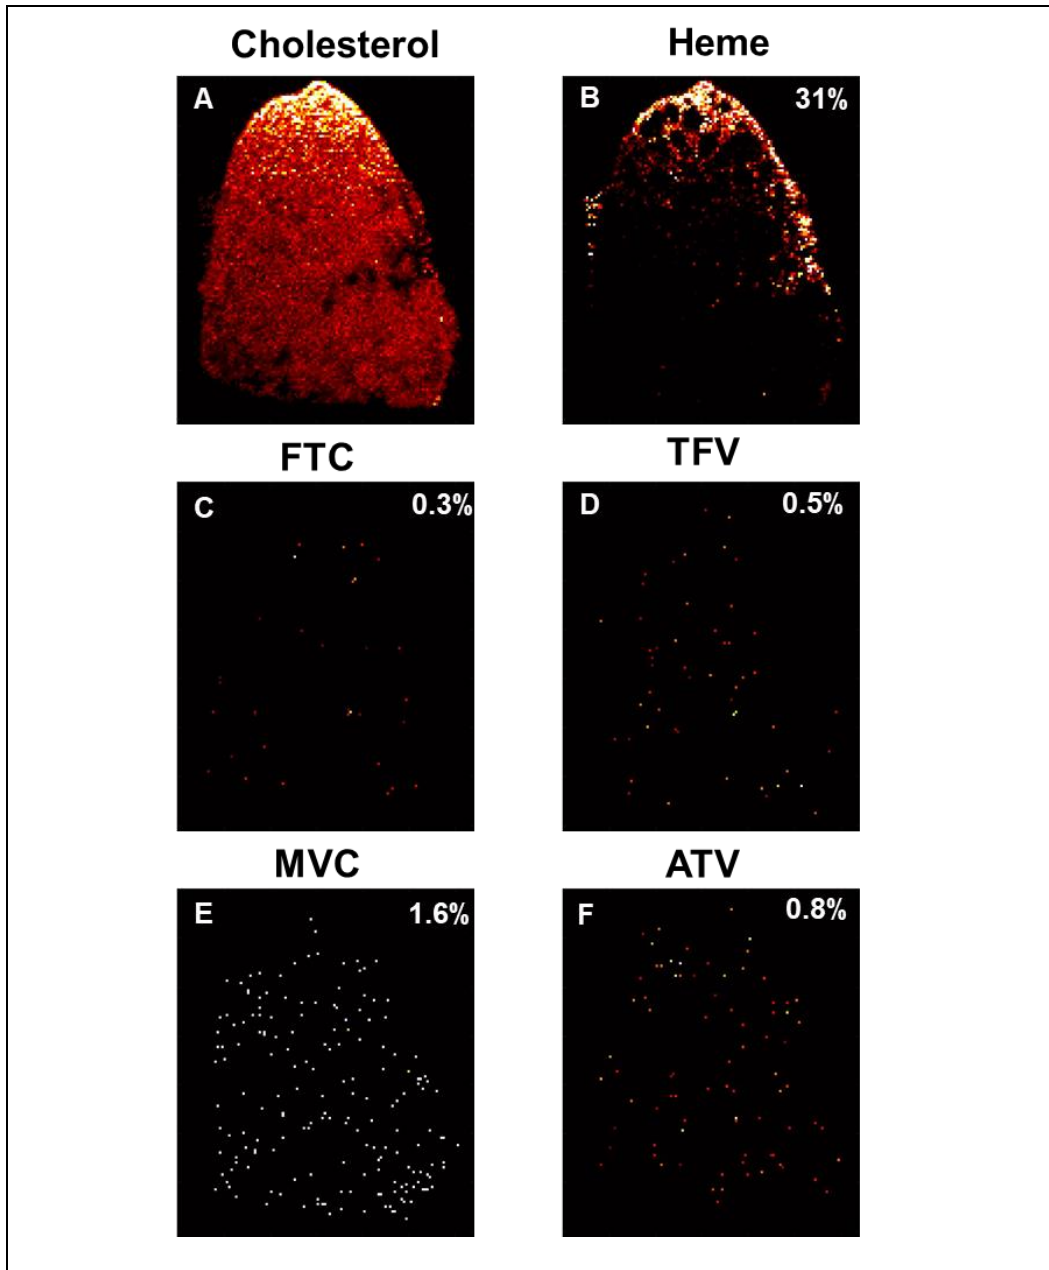 Cholesterol Heme
A B 31%
FTC TFV
C 0.3% D 0.5%
MVC ATV
E 1.6% F 0.8%